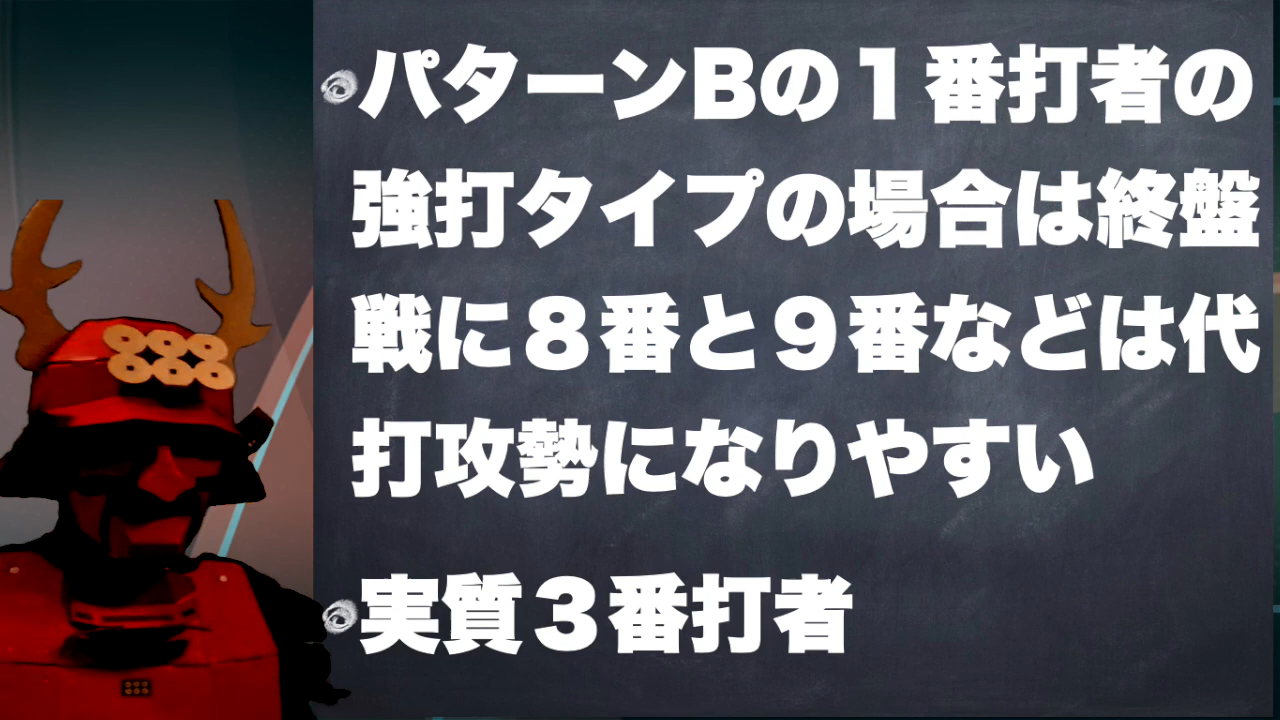 パターンBの１番打者の
強打タイプの場合は終盤
戦に８番と９番などは代
打攻勢になりやすい
実質３番打者